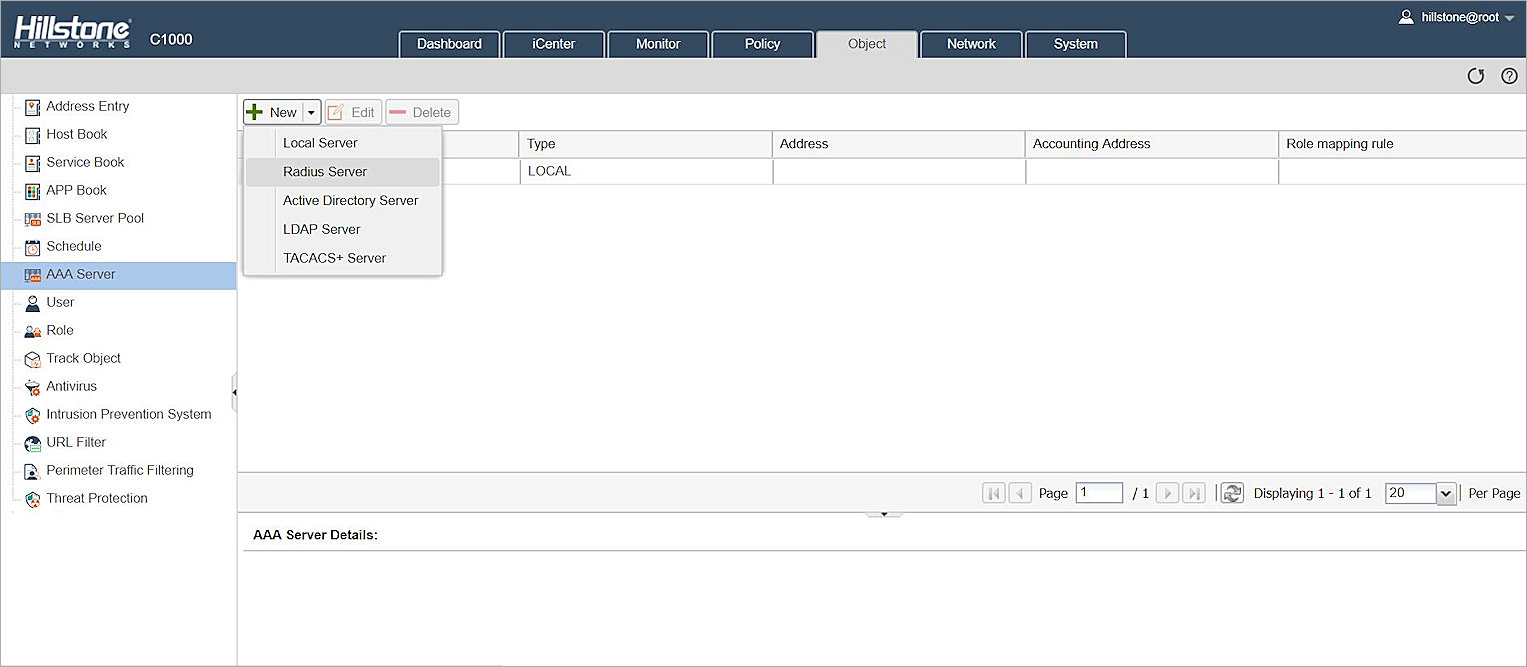 Hillstone
NETWORKS
C1000
hillstone@root
Dashboard
iCenter
Monitor
Policy
Object
Network
System
Address Entry
Host Book
Service Book
APP Book
SLB Server Pool
Schedule
AAA Server
User
Role
Track Object
Antivirus
Intrusion Prevention System
URL Filter
Perimeter Traffic Filtering
Threat Protection
New
Edit
Delete
Local Server
Radius Server
Active Directory Server
LDAP Server
TACACS+ Server
Type
Address
Accounting Address
Role mapping rule
LOCAL
Page 1 / 1
Displaying 1 - 1 of 1
20
Per Page
AAA Server Details: